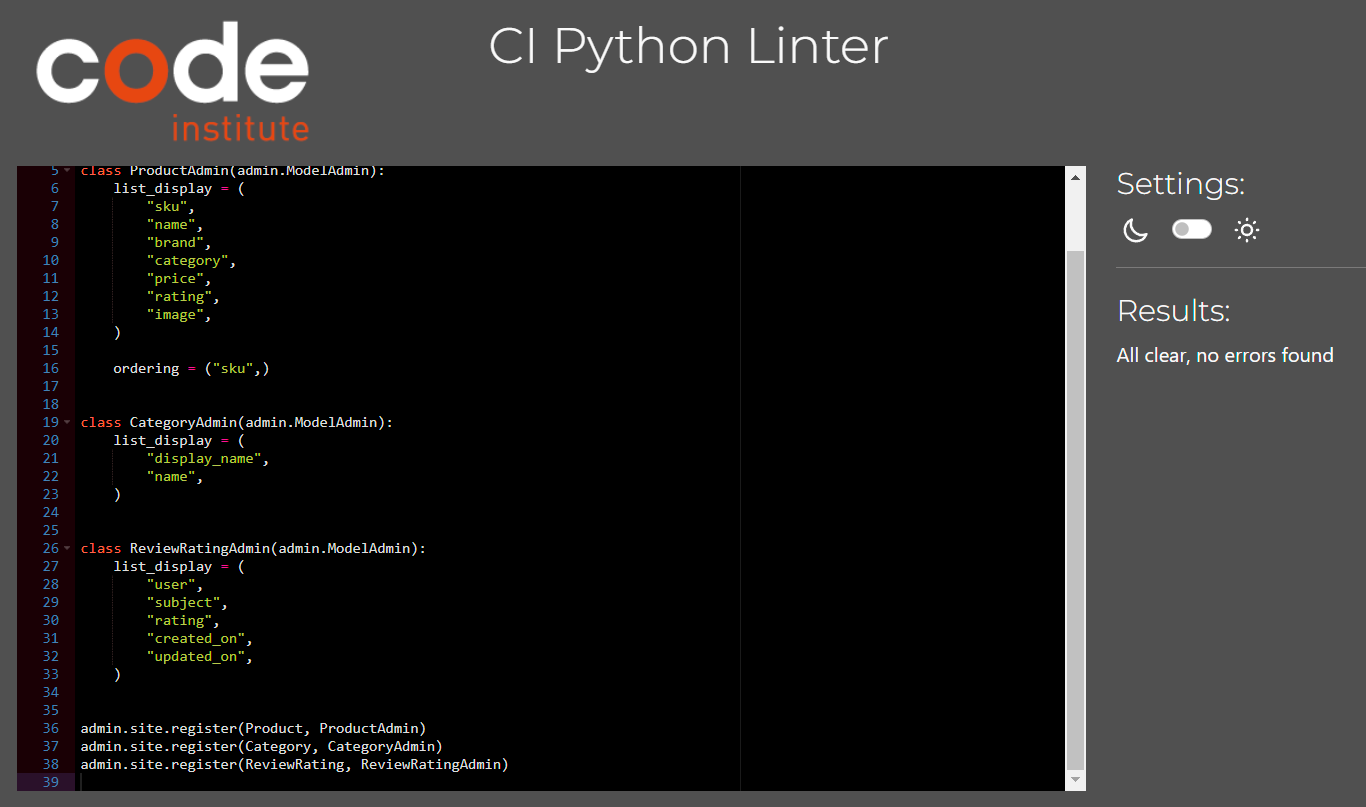 code
institute
CI Python Linter
5 class ProductAdmin(admin.ModelAdmin):
6 list_display = (
7 "sku",
8 "name",
9 "brand",
10 "category",
11 "price",
12 "rating",
13 "image",
14 )
15
16 ordering = ("sku",)
17
18
19 class CategoryAdmin(admin.ModelAdmin):
20 list_display = (
21 "display_name",
22 "name",
23 )
24
25
26 class ReviewRatingAdmin(admin.ModelAdmin):
27 list_display = (
28 "user",
29 "subject",
30 "rating",
31 "created_on",
32 "updated_on",
33 )
34
35
36 admin.site.register(Product, ProductAdmin)
37 admin.site.register(Category, CategoryAdmin)
38 admin.site.register(ReviewRating, ReviewRatingAdmin)
39
Settings:
Results:
All clear, no errors found